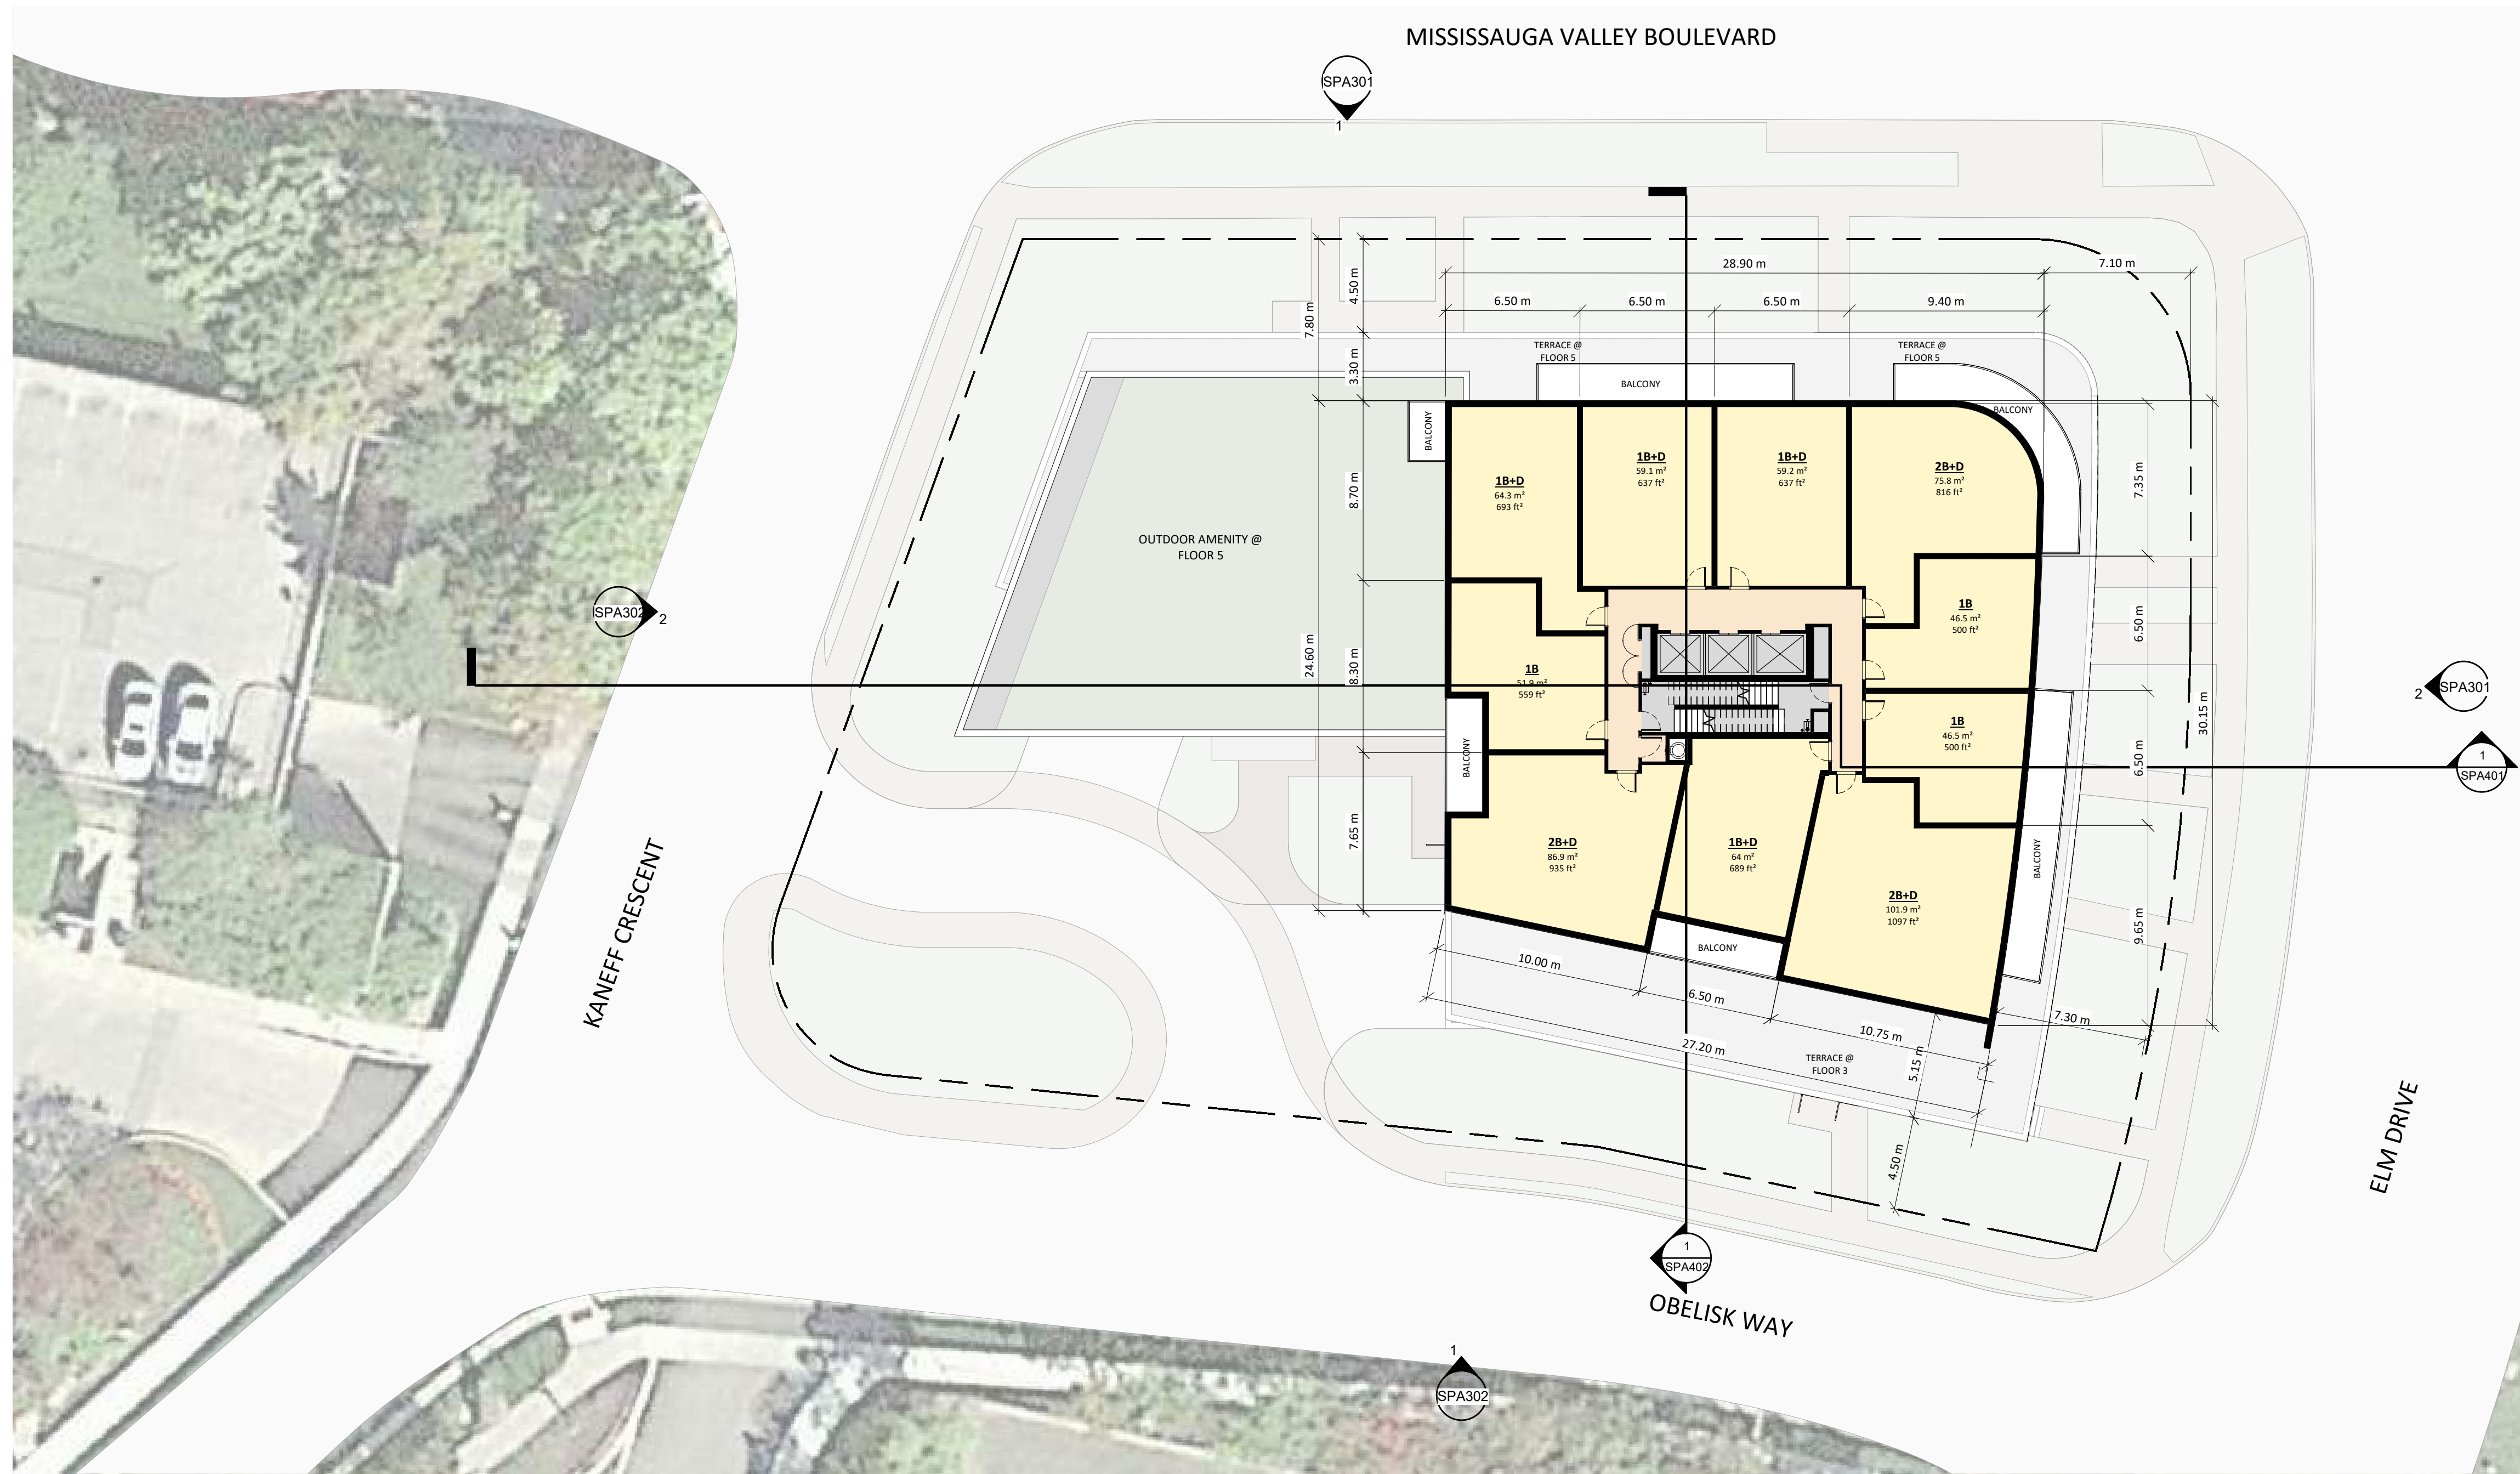 MISSISSAUGA VALLEY BOULEVARD
SPA301
1
28.90 m
7.10 m
6.50 m
6.50 m
6.50 m
9.40 m
4.50 m
7.80 m
3.30 m
TERRACE @
FLOOR 5
TERRACE @
FLOOR 5
BALCONY
BALCONY
BALCONY
8.70 m
7.35 m
1B+D
64.3 m²
693 ft²
1B+D
59.1 m²
637 ft²
1B+D
59.2 m²
637 ft²
2B+D
75.8 m²
816 ft²
OUTDOOR AMENITY @
FLOOR 5
SPA302
2
1B
46.5 m²
500 ft²
6.50 m
24.60 m
8.30 m
1B
51.9 m²
559 ft²
2
SPA301
30.15 m
1B
46.5 m²
500 ft²
6.50 m
BALCONY
1
SPA401
7.65 m
2B+D
86.9 m²
935 ft²
1B+D
64 m²
689 ft²
2B+D
101.9 m²
1097 ft²
BALCONY
9.65 m
KANEFF CRESCENT
BALCONY
10.00 m
6.50 m
10.75 m
7.30 m
27.20 m
TERRACE @
FLOOR 3
5.15 m
4.50 m
ELM DRIVE
1
SPA402
OBELISK WAY
1
SPA302